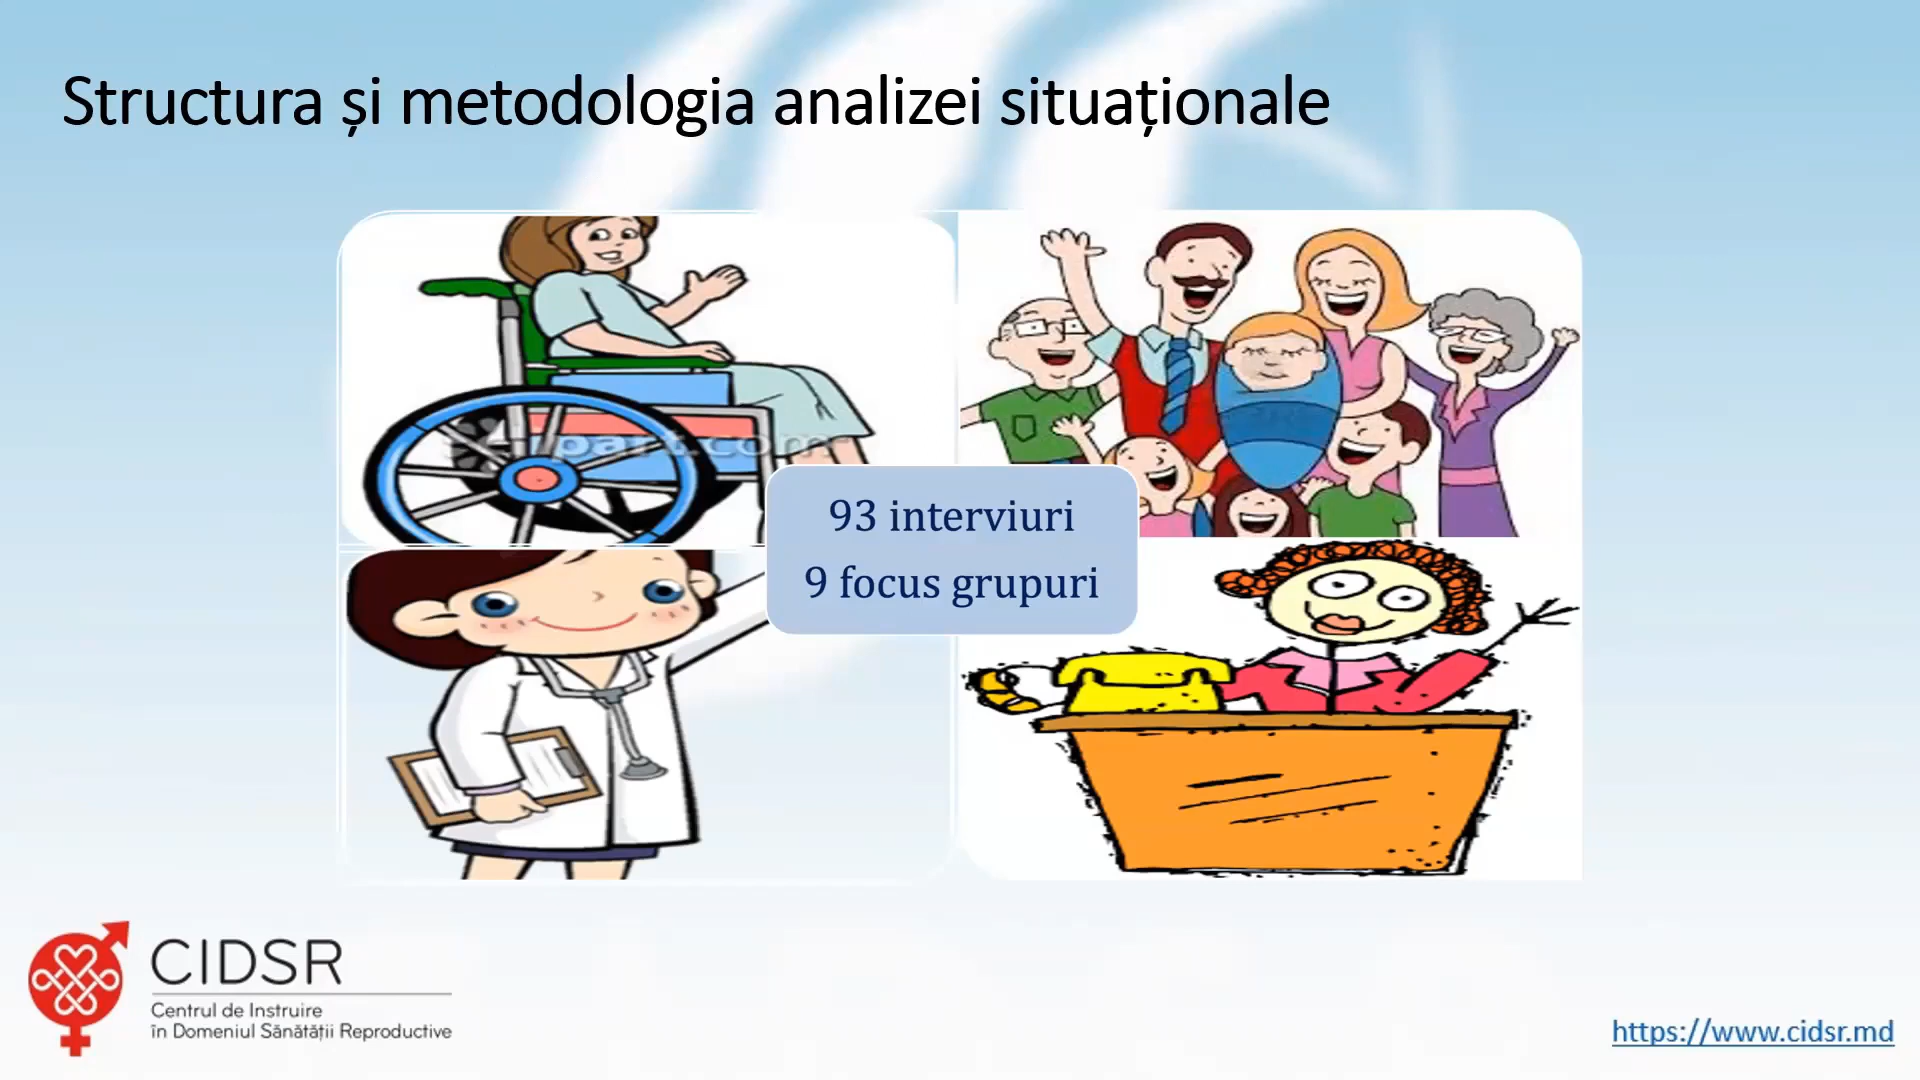 Structura și metodologia analizei situaționale
93 interviuri
9 focus grupuri
CIDSR
Centrul de Instruire
în Domeniul Sănătății Reproductive
https://www.cidsr.md